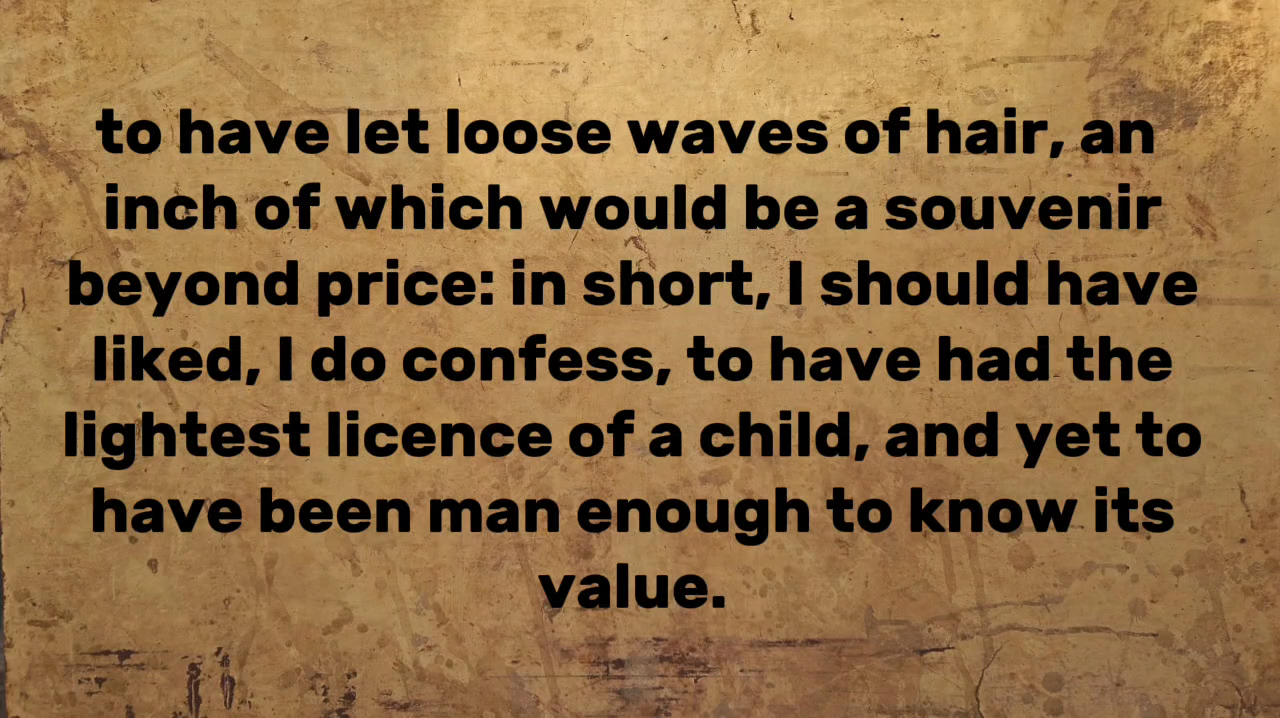 to have let loose waves of hair, an
inch of which would be a souvenir
beyond price: in short, I should have
liked, I do confess, to have had the
lightest licence of a child, and yet to
have been man enough to know its
value.